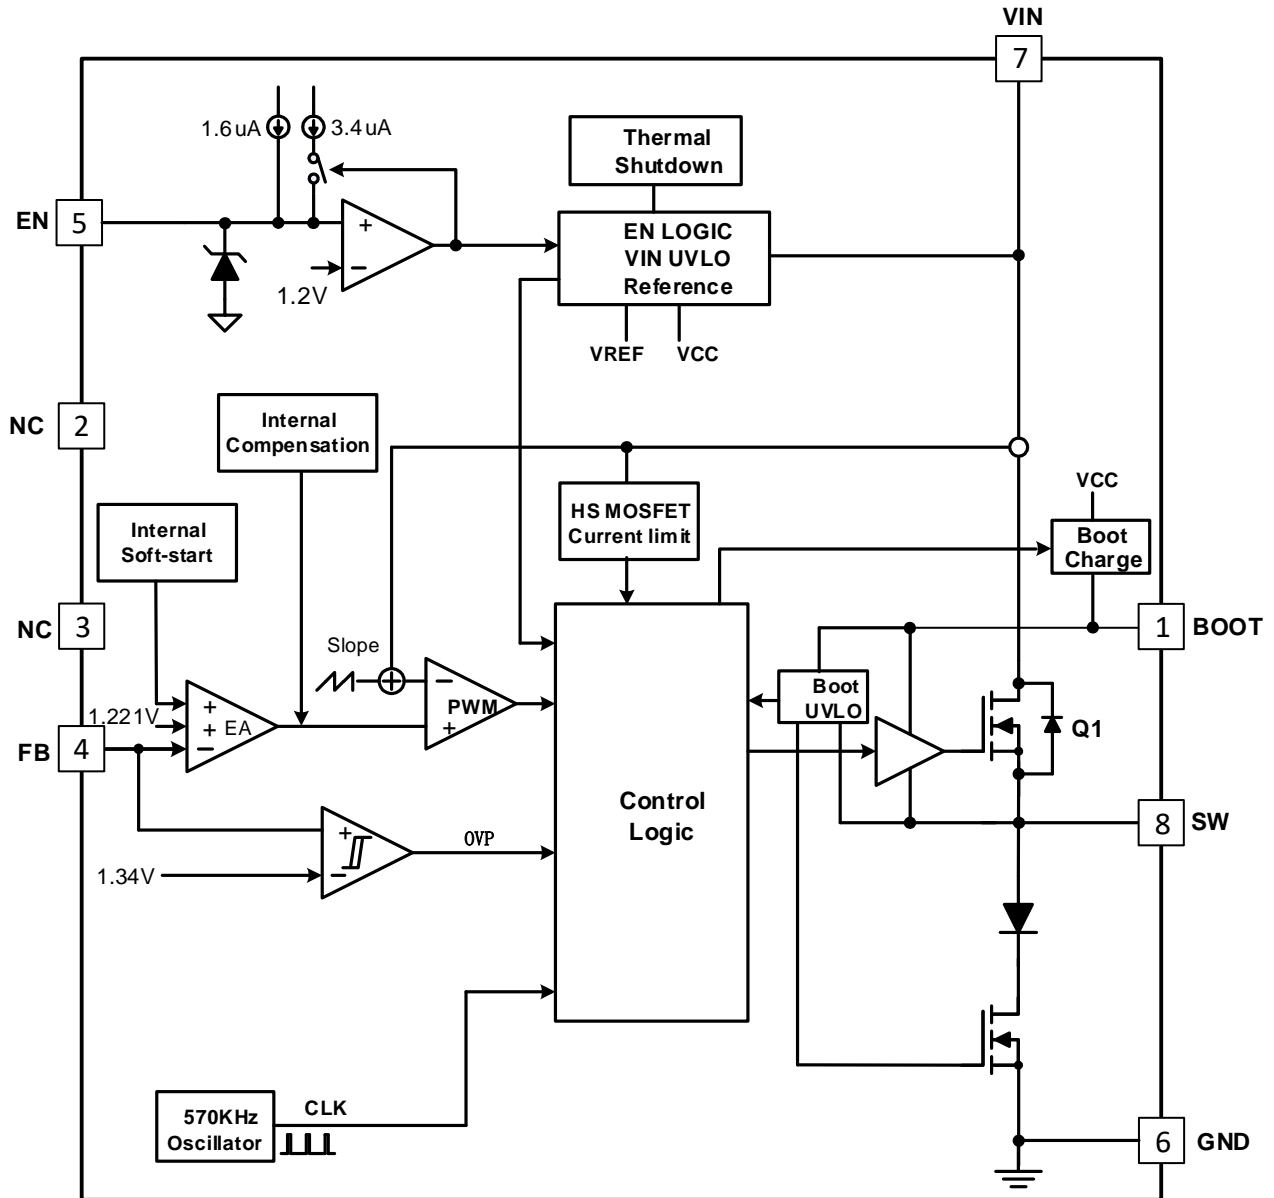 VIN
7
1.6uA
3.4uA
Thermal
Shutdown
EN
5
+
EN LOGIC
VIN UVLO
Reference
−
1.2V
VREF
VCC
NC
2
Internal
Compensation
VCC
HS MOSFET
Current limit
Boot
Charge
Internal
Soft-start
NC
3
1
BOOT
Slope
−
PWM
+
Boot
UVLO
+
1.221V
+
EA
−
FB
4
Q1
Control
Logic
8
SW
+
OVP
1.34V
−
570KHz
Oscillator
CLK
6
GND